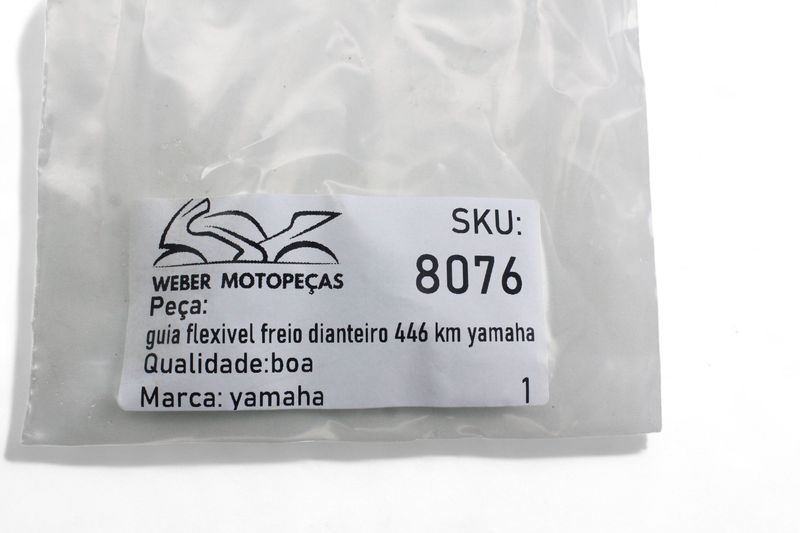 WEBER MOTOPEÇAS
SKU:
8076
Peça:
guia flexivel freio dianteiro 446 km yamaha
Qualidade:boa
Marca: yamaha
1